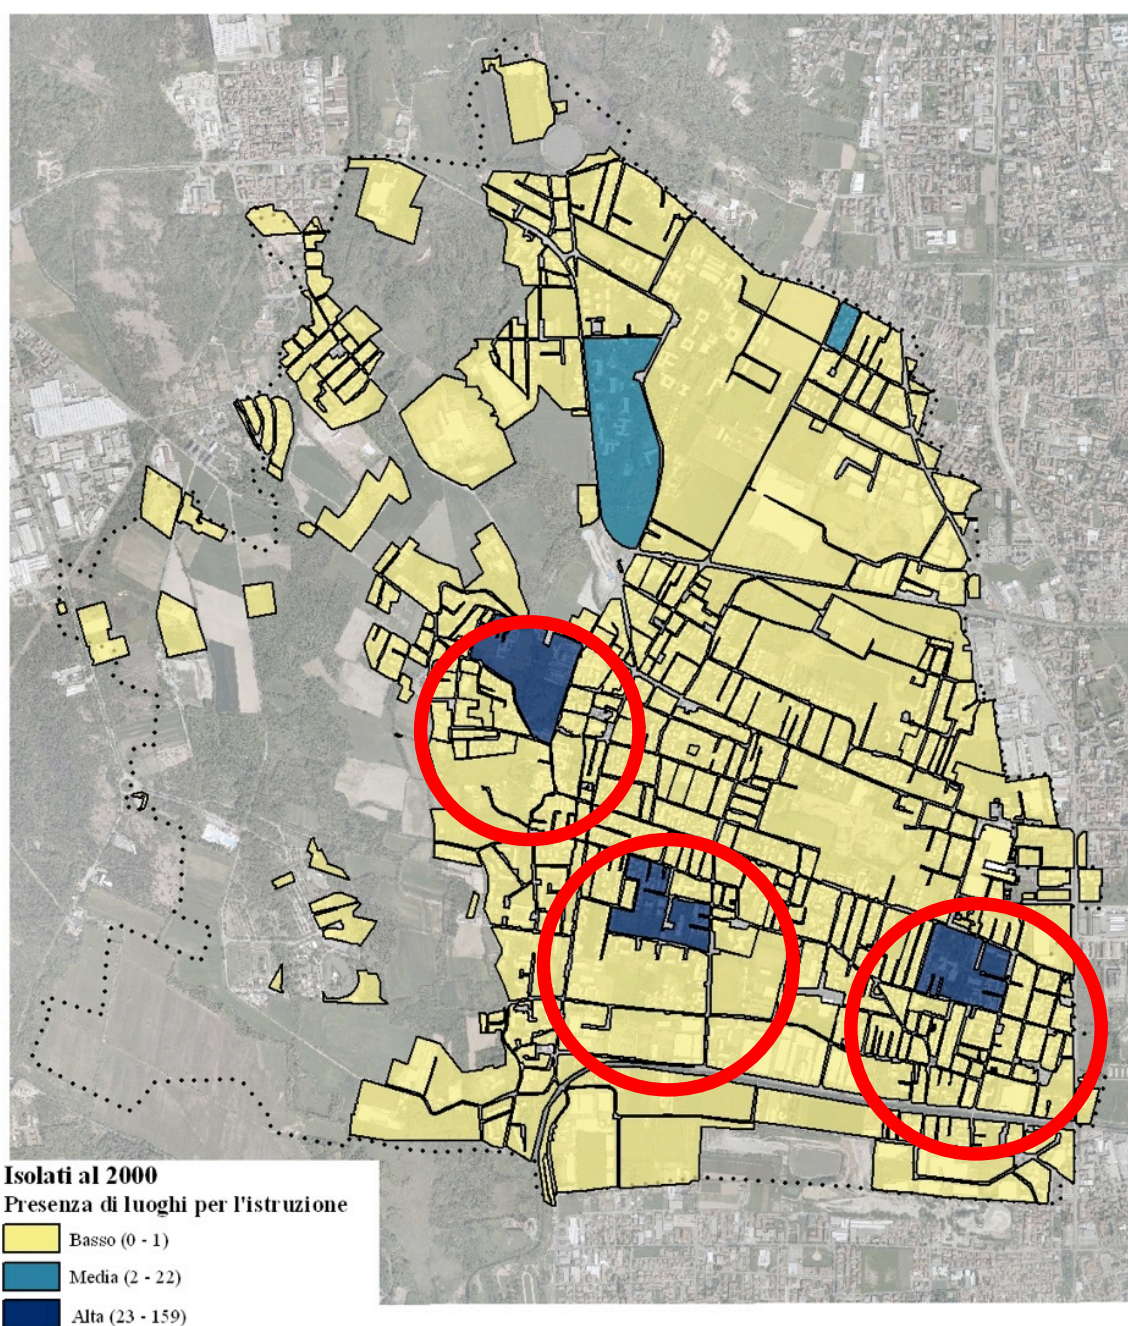 Isolati al 2000
Presenza di luoghi per l'istruzione
Basso (0 - 1)
Media (2 - 22)
Alta (23 - 159)